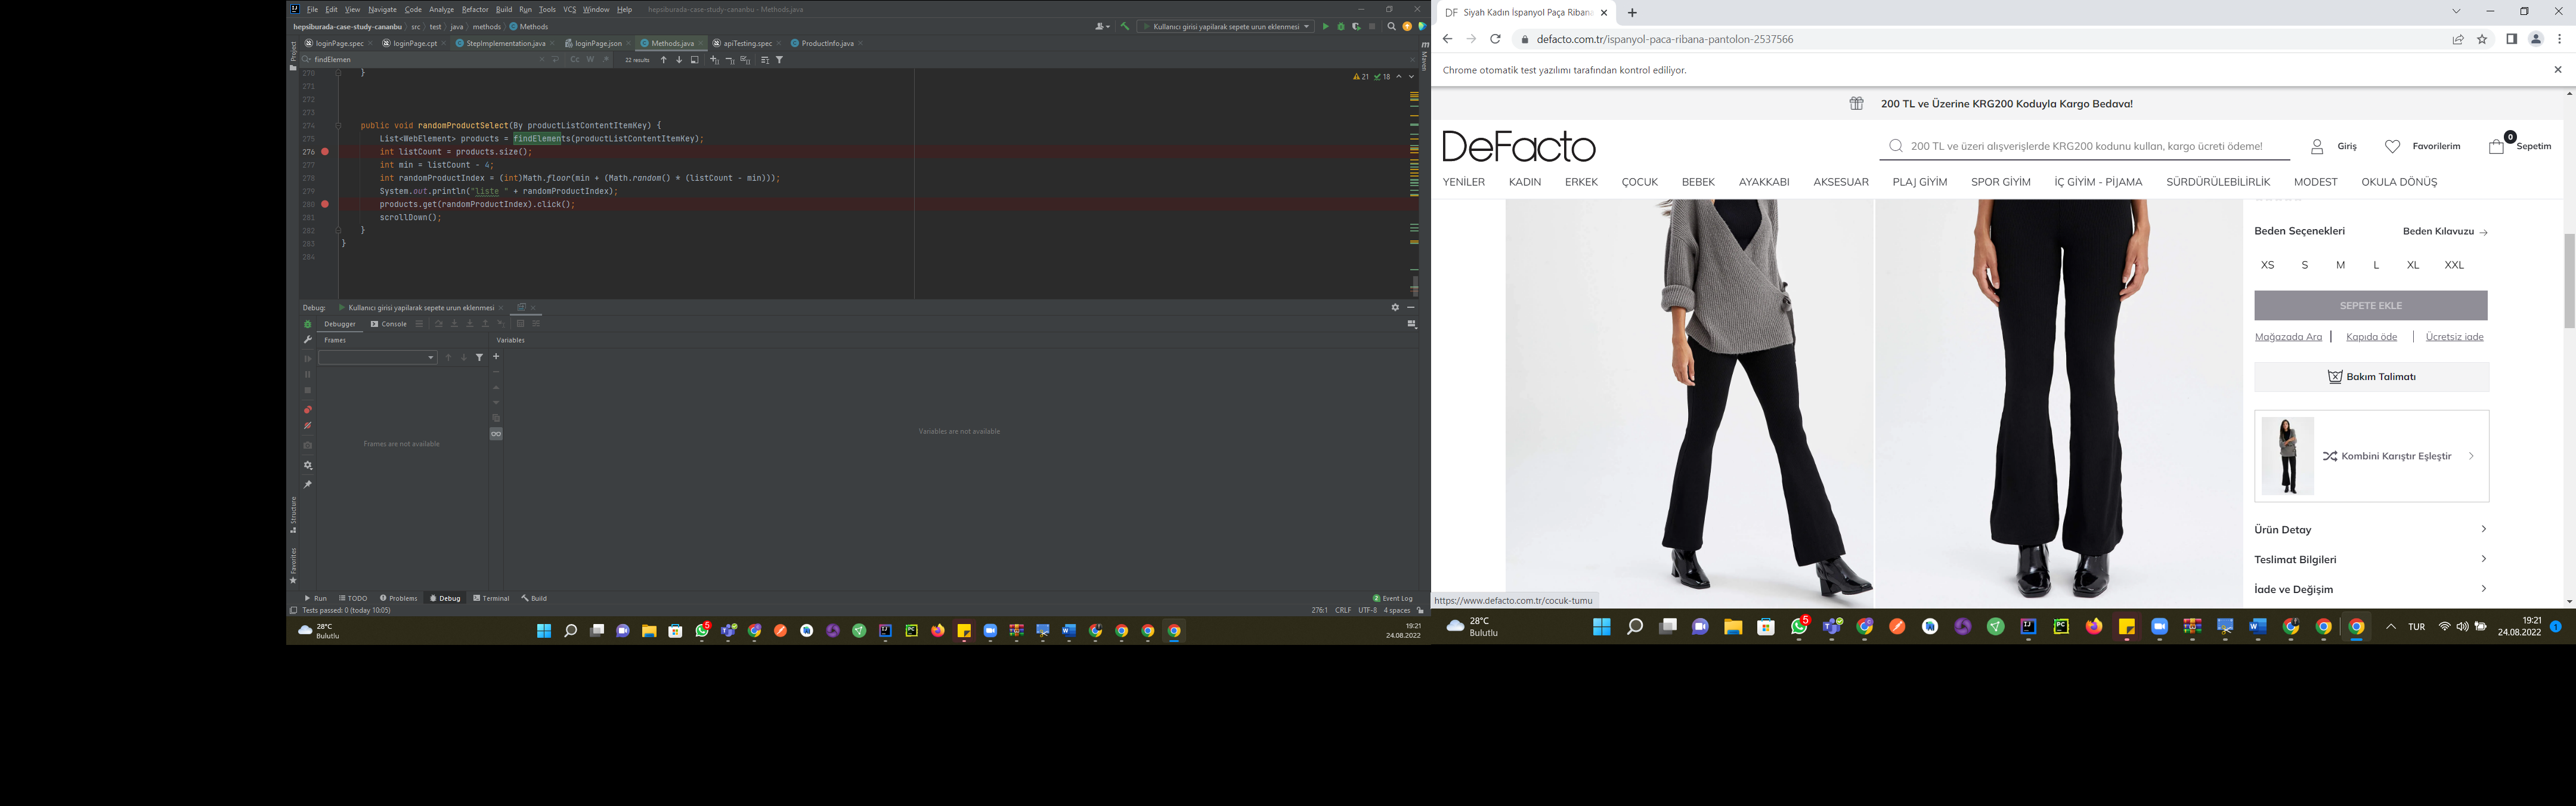 File Edit View Navigate Code Analyze Refactor Build Run Tools VCS Window Help hepsiburada-case-study-cananbu - Methods.java
hepsiburada-case-study-cananbu src test java methods Methods
Kullanıcı girisi yapilarak sepete urun eklenmesi
loginPage.spec loginPage.cpt StepImplementation.java loginPage.json Methods.java apiTesting.spec ProductInfo.java
findElemen Cc W .* 22 results
Project
Maven
21 18
270 }
271
272
273
274 public void randomProductSelect(By productListContentItemKey) {
275 List<WebElement> products = findElements(productListContentItemKey);
276 int listCount = products.size();
277 int min = listCount - 4;
278 int randomProductIndex = (int)Math.floor(min + (Math.random() * (listCount - min)));
279 System.out.println("liste " + randomProductIndex);
280 products.get(randomProductIndex).click();
281 scrollDown();
282 }
283 }
284
Debug: Kullanıcı girisi yapilarak sepete urun eklenmesi
Debugger Console
Frames Variables
Frames are not available
Variables are not available
Structure
Favorites
Run TODO Problems Debug Terminal Build 2 Event Log
Tests passed: 0 (today 10:05) 276:1 CRLF UTF-8 4 spaces
28°C
Bulutlu
5
19:21
24.08.2022
DF Siyah Kadın İspanyol Paça Ribana
defacto.com.tr/ispanyol-paca-ribana-pantolon-2537566
Chrome otomatik test yazılımı tarafından kontrol ediliyor.
200 TL ve Üzerine KRG200 Koduyla Kargo Bedava!
DeFacto
200 TL ve üzeri alışverişlerde KRG200 kodunu kullan, kargo ücreti ödeme!
Giriş Favorilerim 0 Sepetim
YENİLER KADIN ERKEK ÇOCUK BEBEK AYAKKABI AKSESUAR PLAJ GİYİM SPOR GİYİM İÇ GİYİM - PİJAMA SÜRDÜRÜLEBİLİRLİK MODEST OKULA DÖNÜŞ
Beden Seçenekleri Beden Kılavuzu
XS S M L XL XXL
SEPETE EKLE
Mağazada Ara Kapıda öde Ücretsiz iade
Bakım Talimatı
Kombini Karıştır Eşleştir
Ürün Detay
Teslimat Bilgileri
İade ve Değişim
https://www.defacto.com.tr/cocuk-tumu
28°C
Bulutlu
5
TUR
19:21
24.08.2022
1